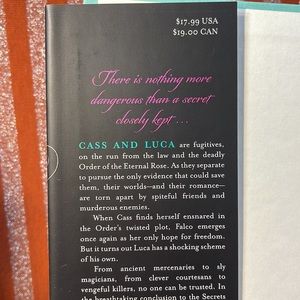 $17.99 USA
$19.00 CAN
There is nothing more
dangerous than a secret
closely kept . . .
CASS AND LUCA are fugitives,
on the run from the law and the deadly
Order of the Eternal Rose. As they separate
to pursue the only evidence that could save
them, their worlds—and their romance—
are torn apart by spiteful friends and
murderous enemies.
When Cass finds herself ensnared in
the Order's twisted plot, Falco emerges
once again as her only hope for freedom.
But it turns out Luca has a shocking scheme
of his own.
From ancient mercenaries to sly
magicians, from clever courtesans to
vengeful killers, no one can be trusted. In
the breathtaking conclusion to the Secrets